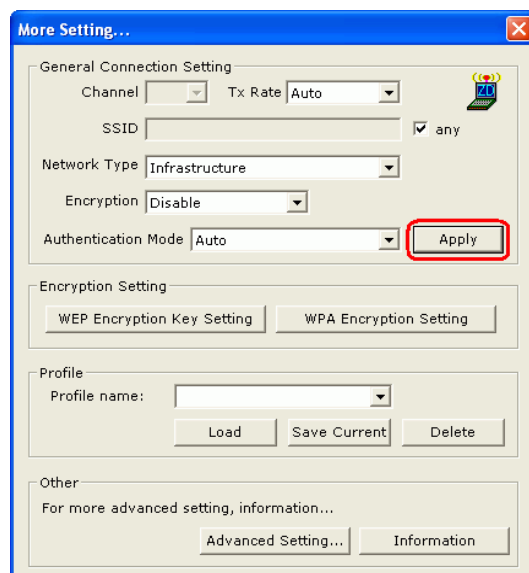 More Setting...
General Connection Setting
Channel Tx Rate Auto
ZD
SSID any
Network Type Infrastructure
Encryption Disable
Authentication Mode Auto Apply
Encryption Setting
WEP Encryption Key Setting WPA Encryption Setting
Profile
Profile name:
Load Save Current Delete
Other
For more advanced setting, information...
Advanced Setting... Information